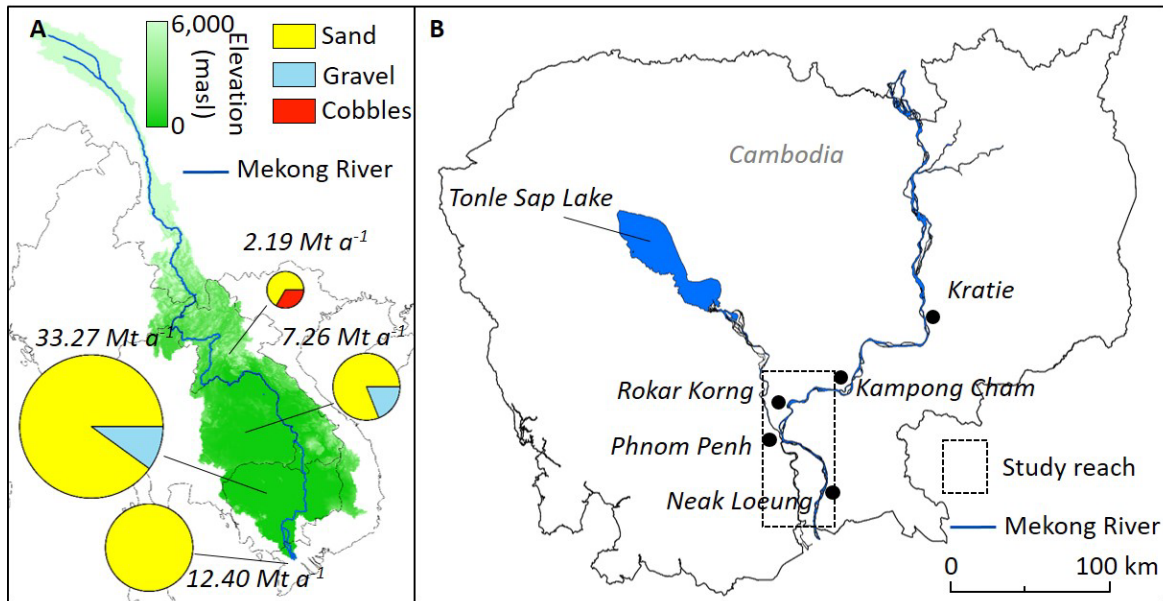 A
6,000
0
Elevation
(masl)
Sand
Gravel
Cobbles
Mekong River
2.19 Mt a-1
33.27 Mt a-1
7.26 Mt a-1
12.40 Mt a-1
B
Cambodia
Tonle Sap Lake
Kratie
Rokar Korng
Kampong Cham
Phnom Penh
Study reach
Neak Loeung
Mekong River
0
100 km